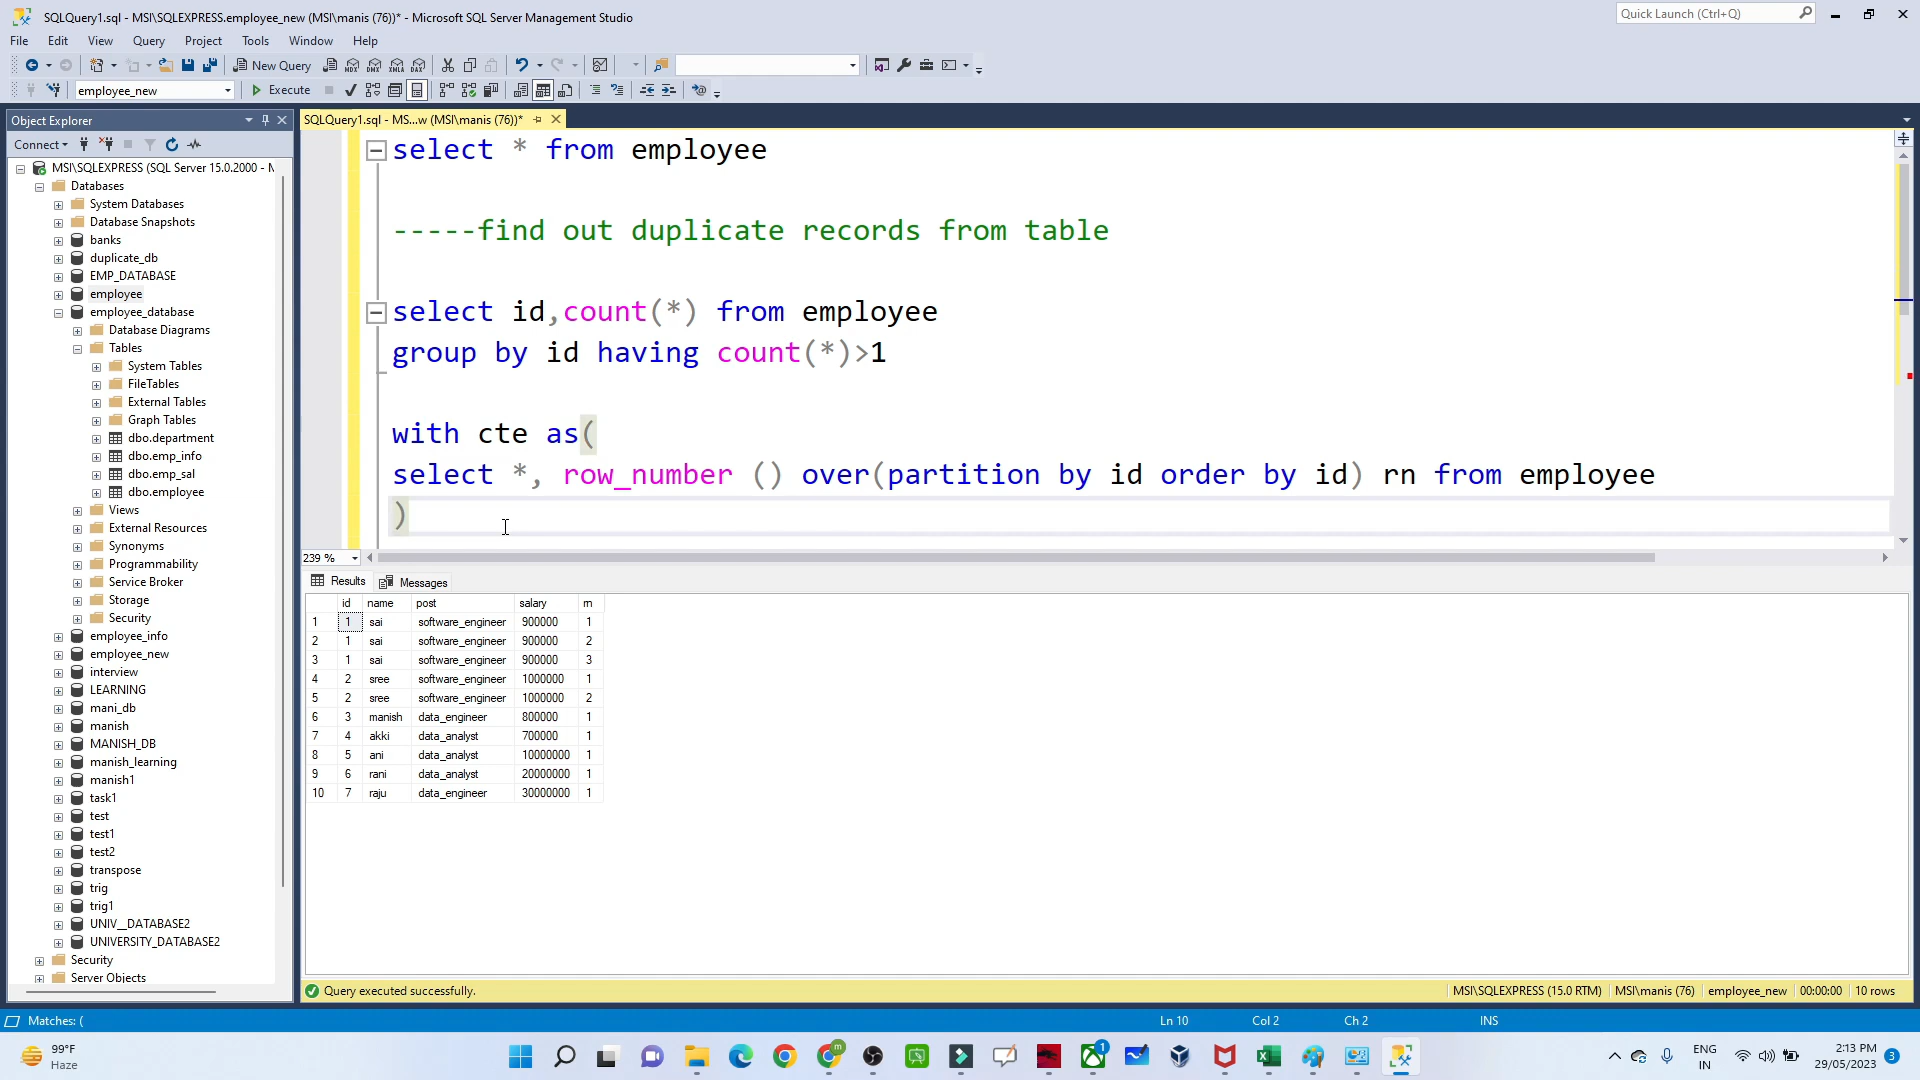 SQLQuery1.sql - MSI\SQLEXPRESS.employee_new (MSI\manis (76))* - Microsoft SQL Server Management Studio
Quick Launch (Ctrl+Q)
File Edit View Query Project Tools Window Help
New Query
MDX DMX XMLA DAX
employee_new
Execute
Object Explorer
SQLQuery1.sql - MS...w (MSI\manis (76))*
Connect
MSI\SQLEXPRESS (SQL Server 15.0.2000 - M
Databases
System Databases
Database Snapshots
banks
duplicate_db
EMP_DATABASE
employee
employee_database
Database Diagrams
Tables
System Tables
FileTables
External Tables
Graph Tables
dbo.department
dbo.emp_info
dbo.emp_sal
dbo.employee
Views
External Resources
Synonyms
Programmability
Service Broker
Storage
Security
employee_info
employee_new
interview
LEARNING
mani_db
manish
MANISH_DB
manish_learning
manish1
task1
test
test1
test2
transpose
trig
trig1
UNIV__DATABASE2
UNIVERSITY_DATABASE2
Security
Server Objects
select * from employee
-----find out duplicate records from table
select id,count(*) from employee
group by id having count(*)>1
with cte as(
select *, row_number () over(partition by id order by id) rn from employee
)
239 %
Results Messages
id name post salary rn
1 1 sai software_engineer 900000 1
2 1 sai software_engineer 900000 2
3 1 sai software_engineer 900000 3
4 2 sree software_engineer 1000000 1
5 2 sree software_engineer 1000000 2
6 3 manish data_engineer 800000 1
7 4 akki data_analyst 700000 1
8 5 ani data_analyst 10000000 1
9 6 rani data_analyst 20000000 1
10 7 raju data_engineer 30000000 1
Query executed successfully.
MSI\SQLEXPRESS (15.0 RTM) MSI\manis (76) employee_new 00:00:00 10 rows
Matches: (
Ln 10 Col 2 Ch 2 INS
99°F
Haze
m
1
ENG
IN
2:13 PM
29/05/2023
3